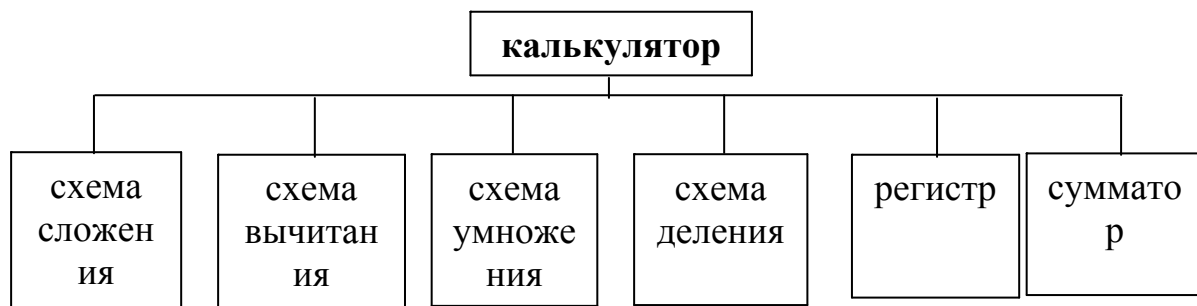 калькулятор
схема
сложен
ия
схема
вычитан
ия
схема
умноже
ния
схема
деления
регистр
суммато
р